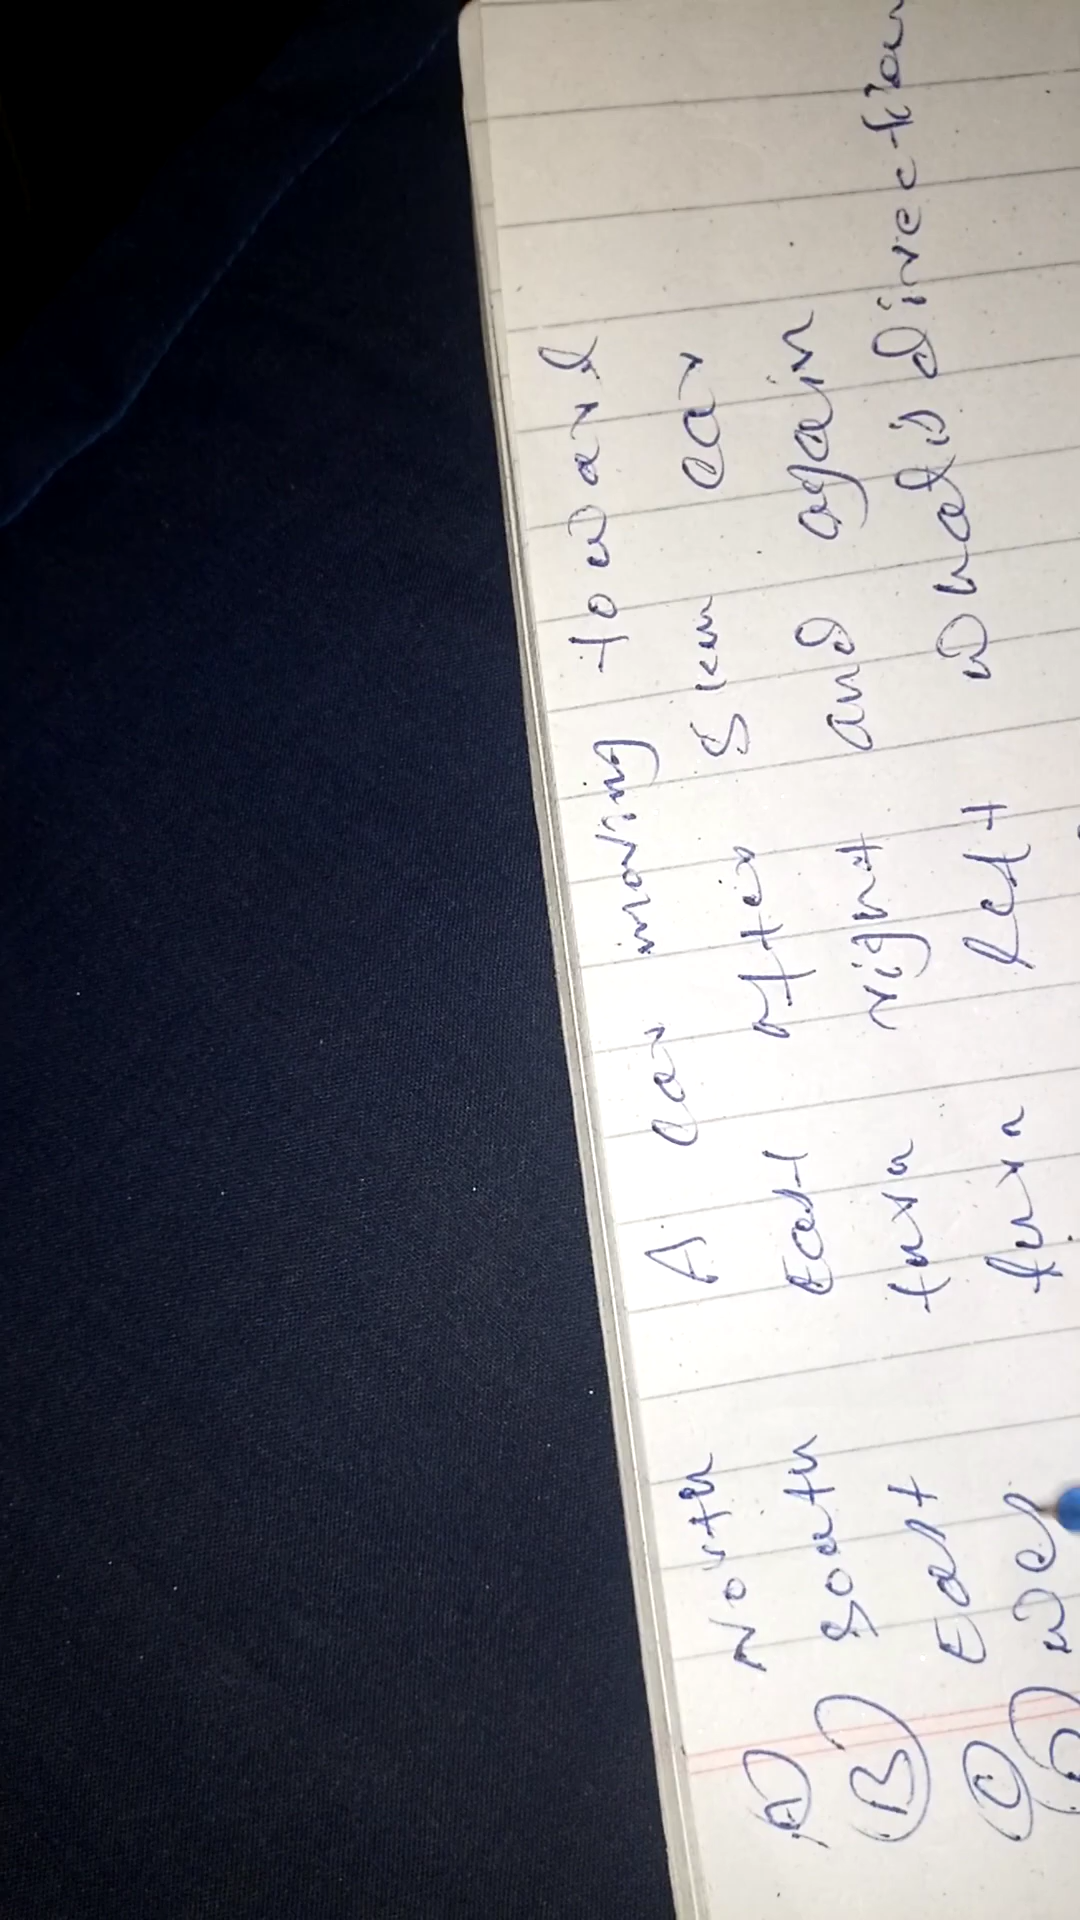 A car moving toward
East after 5 km car
turn right and again
turn left what is direction
A) North
B) South
C) East
D) We